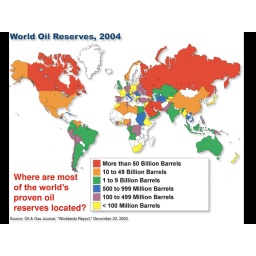 World Oil Reserves, 2004
More than 50 Billion Barrels
10 to 49 Billion Barrels
1 to 9 Billion Barrels
500 to 999 Million Barrels
100 to 499 Million Barrels
< 100 Million Barrels
Where are most
of the world's
proven oil
reserves located?
Source: Oil & Gas Journal, "Worldwide Report," December 22, 2003.